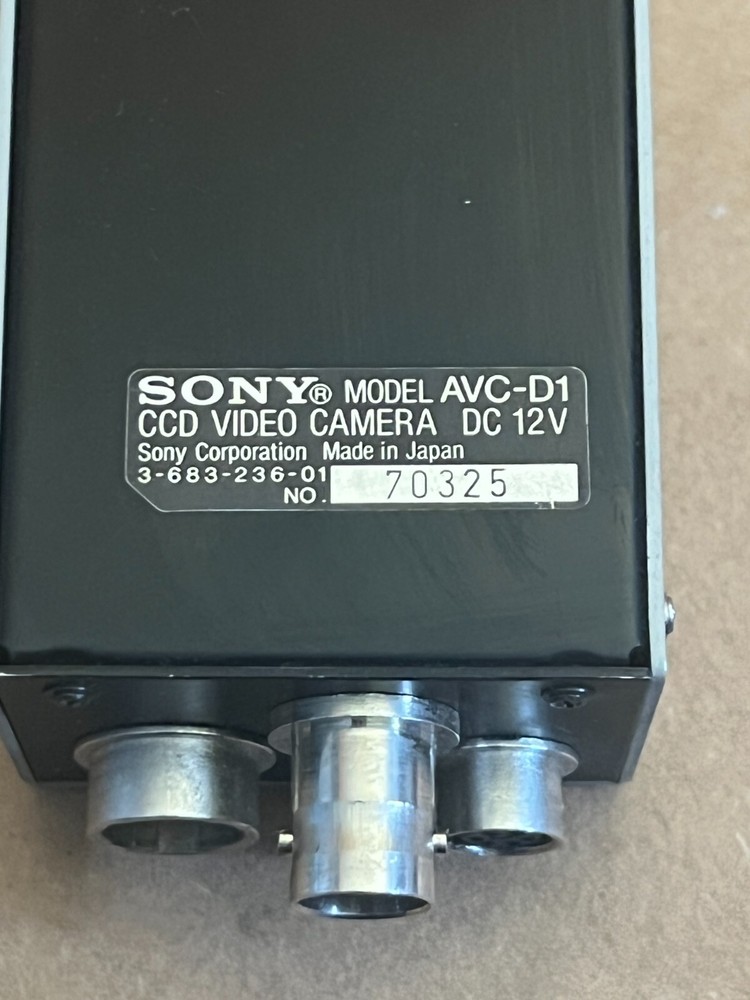 SONY® MODEL AVC-D1
CCD VIDEO CAMERA DC 12V
Sony Corporation Made in Japan
3-683-236-01
NO. 70325